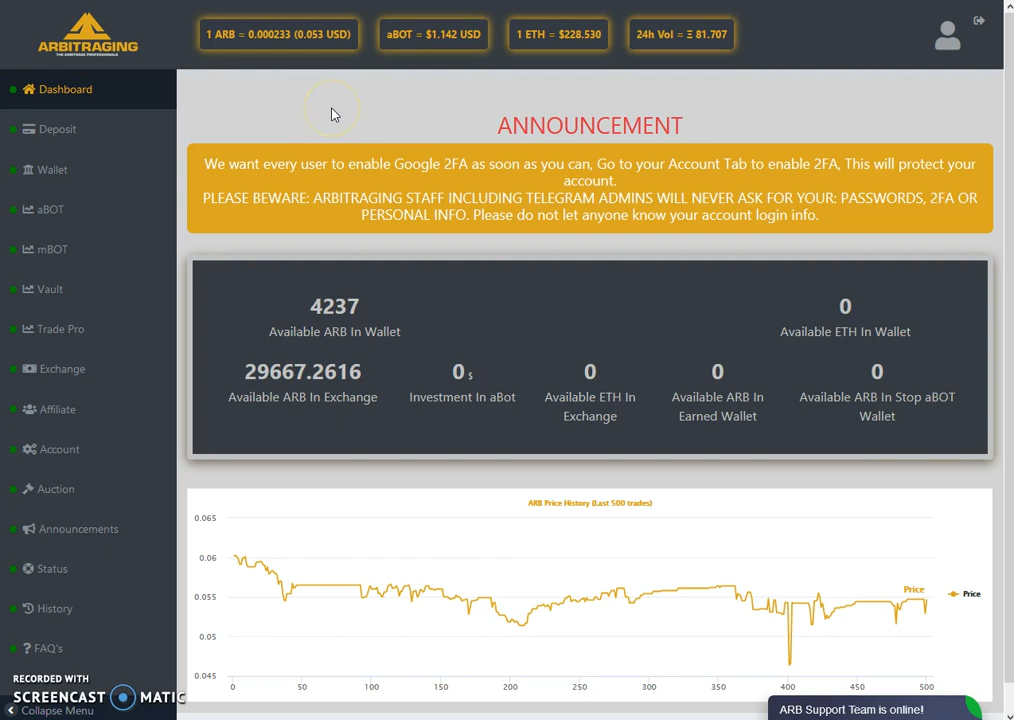 ARBITRAGING
THE ARBITRAGE PROFESSIONALS
1 ARB = 0.000233 (0.053 USD)
aBOT = $1.142 USD
1 ETH = $228.530
24h Vol = Ξ 81.707
Dashboard
Deposit
Wallet
aBOT
mBOT
Vault
Trade Pro
Exchange
Affiliate
Account
Auction
Announcements
Status
History
FAQ's
Collapse Menu
RECORDED WITH
SCREENCAST MATIC
ANNOUNCEMENT
We want every user to enable Google 2FA as soon as you can, Go to your Account Tab to enable 2FA, This will protect your
account.
PLEASE BEWARE: ARBITRAGING STAFF INCLUDING TELEGRAM ADMINS WILL NEVER ASK FOR YOUR: PASSWORDS, 2FA OR
PERSONAL INFO. Please do not let anyone know your account login info.
4237
Available ARB In Wallet
0
Available ETH In Wallet
29667.2616
Available ARB In Exchange
0 $
Investment In aBot
0
Available ETH In
Exchange
0
Available ARB In
Earned Wallet
0
Available ARB In Stop aBOT
Wallet
ARB Price History (Last 500 trades)
0.065
0.06
0.055
0.05
0.045
0 50 100 150 200 250 300 350 400 450 500
Price
Price
ARB Support Team is online!